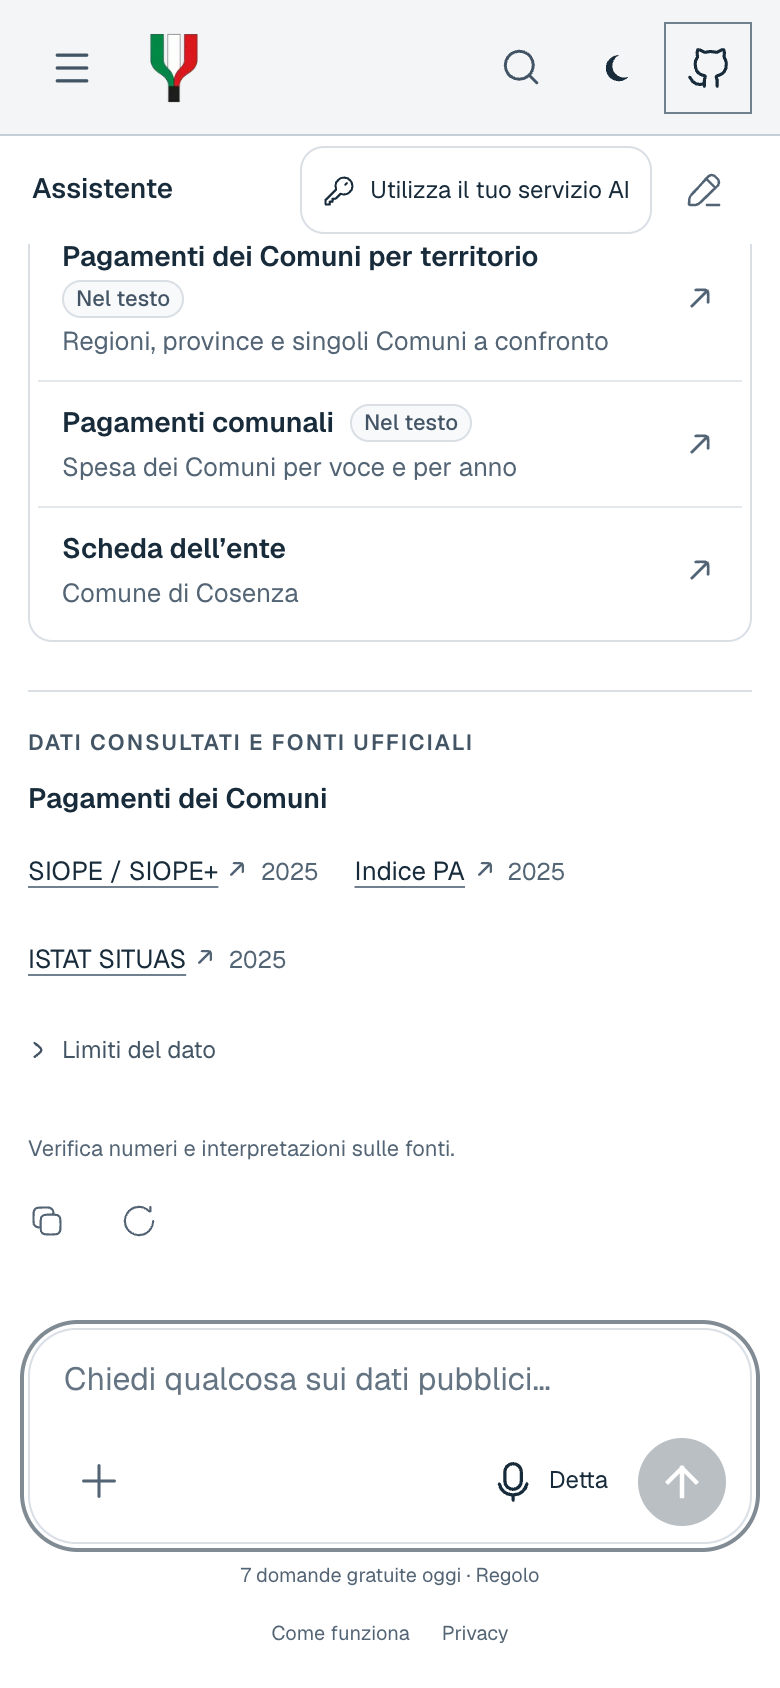 Assistente
Utilizza il tuo servizio AI
Pagamenti dei Comuni per territorio
Nel testo
Regioni, province e singoli Comuni a confronto
Pagamenti comunali Nel testo
Spesa dei Comuni per voce e per anno
Scheda dell’ente
Comune di Cosenza
DATI CONSULTATI E FONTI UFFICIALI
Pagamenti dei Comuni
SIOPE / SIOPE+ 2025 Indice PA 2025
ISTAT SITUAS 2025
Limiti del dato
Verifica numeri e interpretazioni sulle fonti.
Chiedi qualcosa sui dati pubblici...
Detta
7 domande gratuite oggi · Regolo
Come funziona Privacy